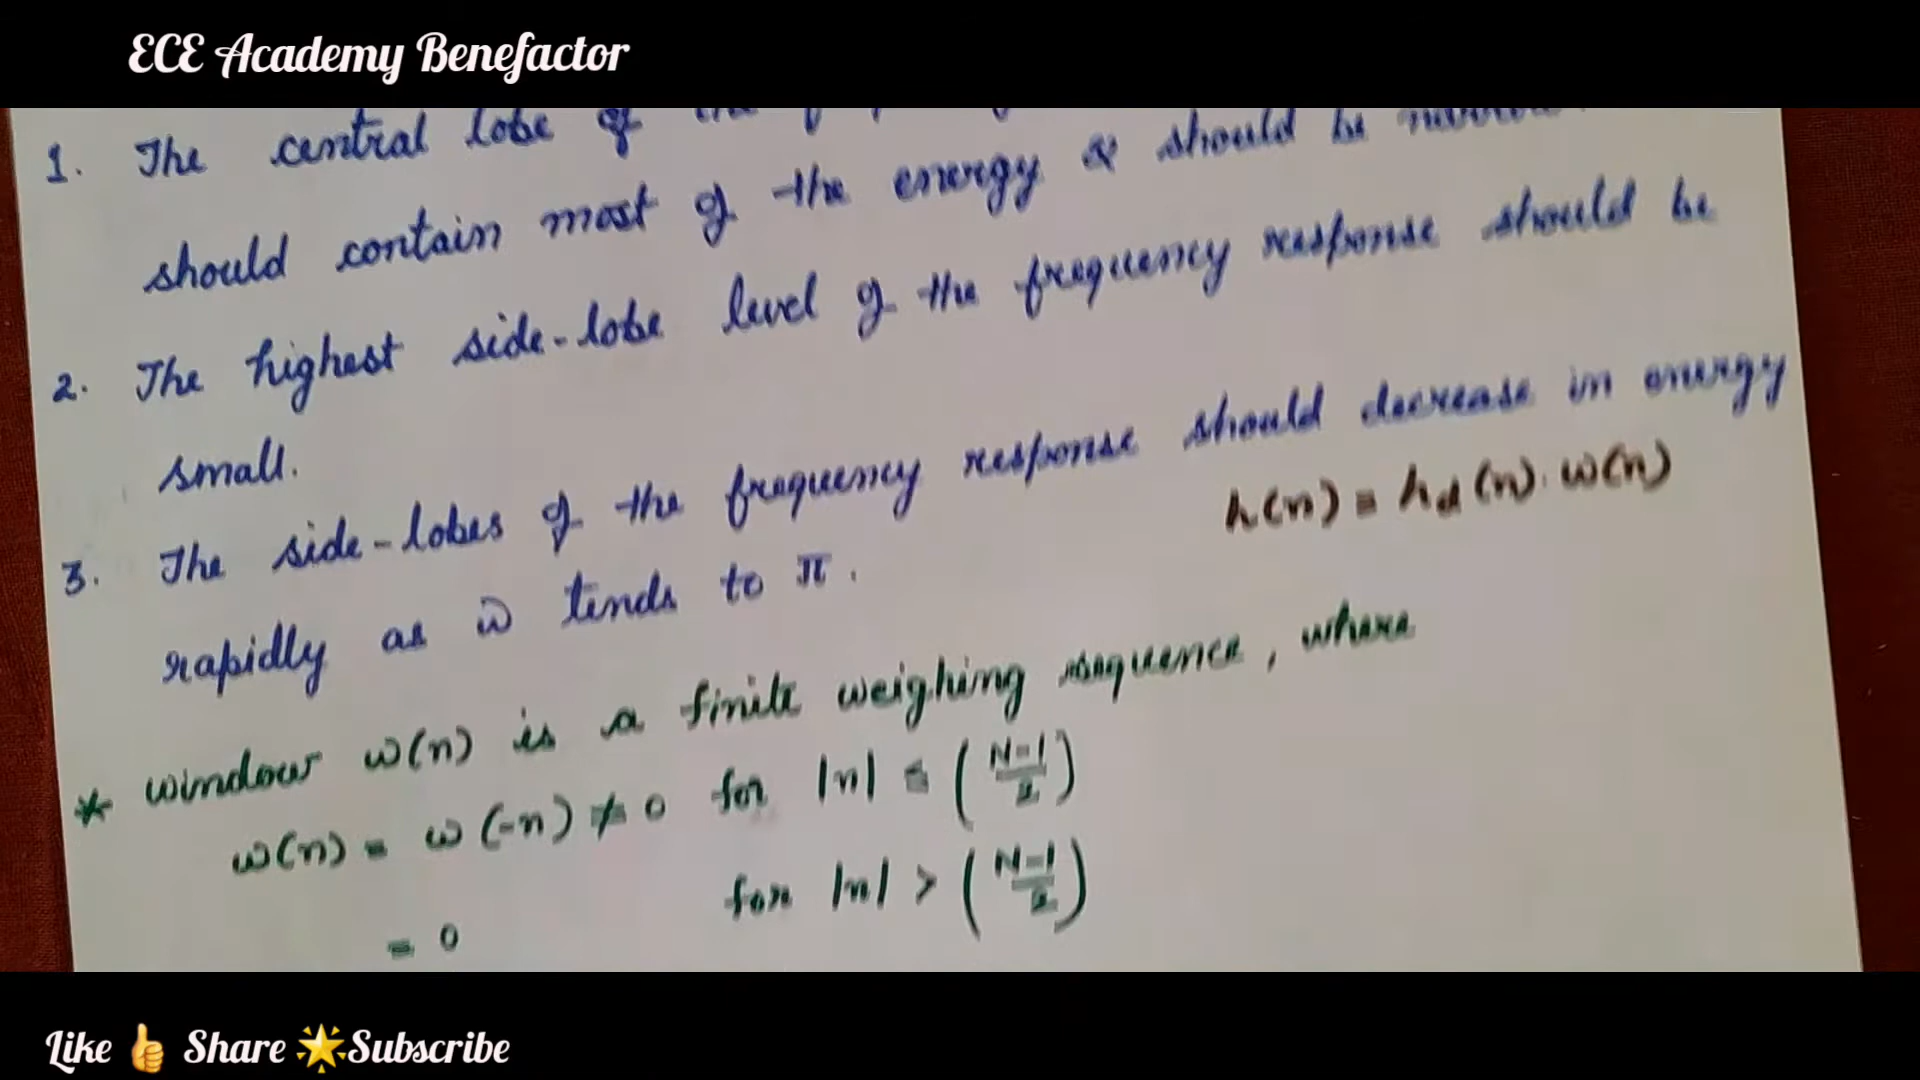 ECE Academy Benefactor
1. The central lobe of the
should contain most of the energy & should be
2. The highest side-lobe level of the frequency response should be
small.
3. The side-lobes of the frequency response should decrease in energy
rapidly as ω tends to π.
h(n) = hd(n). w(n)
* window w(n) is a finite weighing sequence, where
w(n) = w(-n) ≠ 0 for |n| ≤ (N-1/2)
= 0 for |n| > (N-1/2)
Like 👍 Share 🌟Subscribe